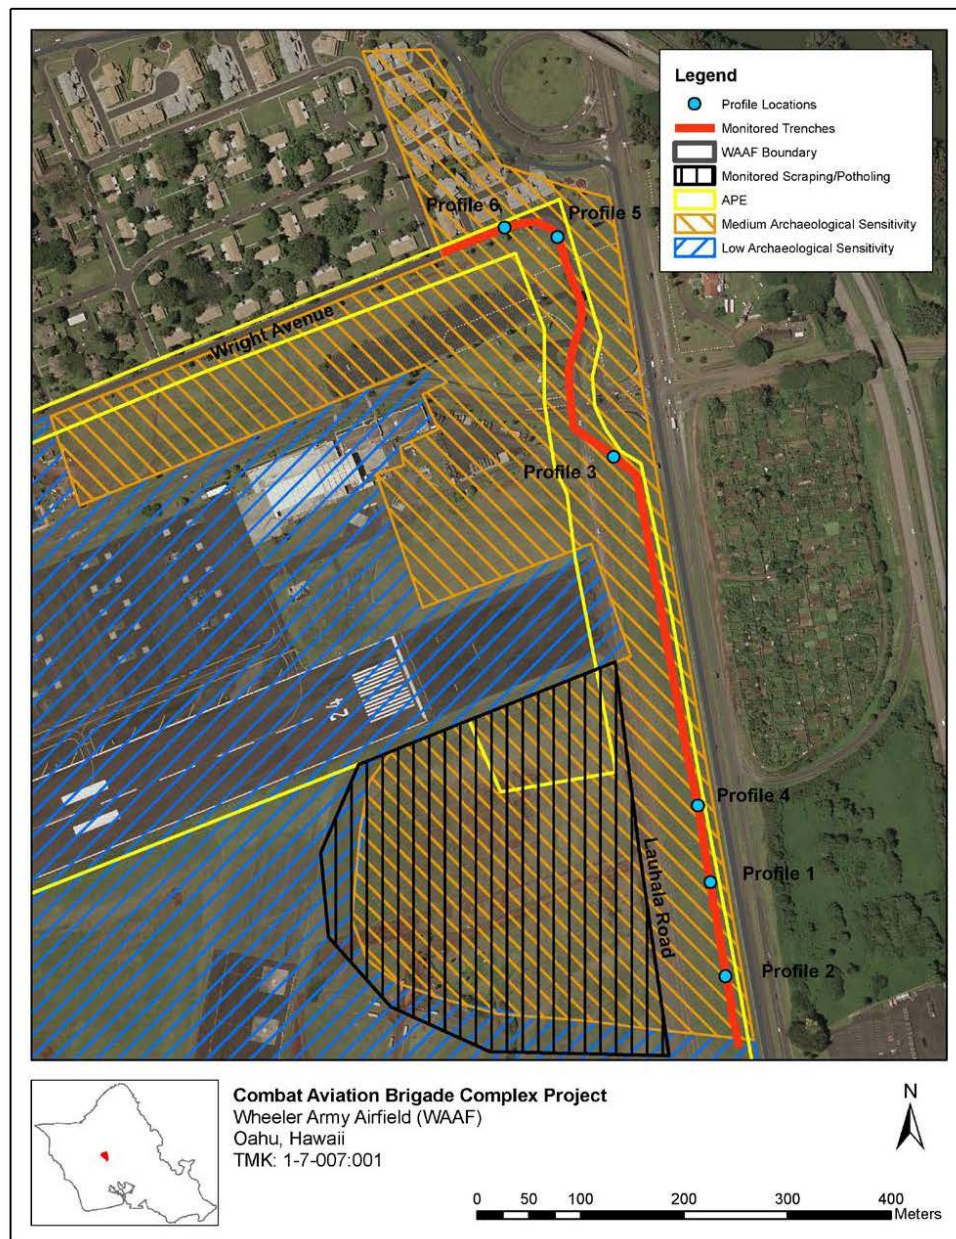 Legend
Profile Locations
Monitored Trenches
WAAF Boundary
Monitored Scraping/Potholing
APE
Medium Archaeological Sensitivity
Low Archaeological Sensitivity
Profile 6
Profile 5
Wright Avenue
Profile 3
24
Profile 4
Lauhala Road
Profile 1
Profile 2
Combat Aviation Brigade Complex Project
Wheeler Army Airfield (WAAF)
Oahu, Hawaii
TMK: 1-7-007:001
N
0 50 100 200 300 400
Meters